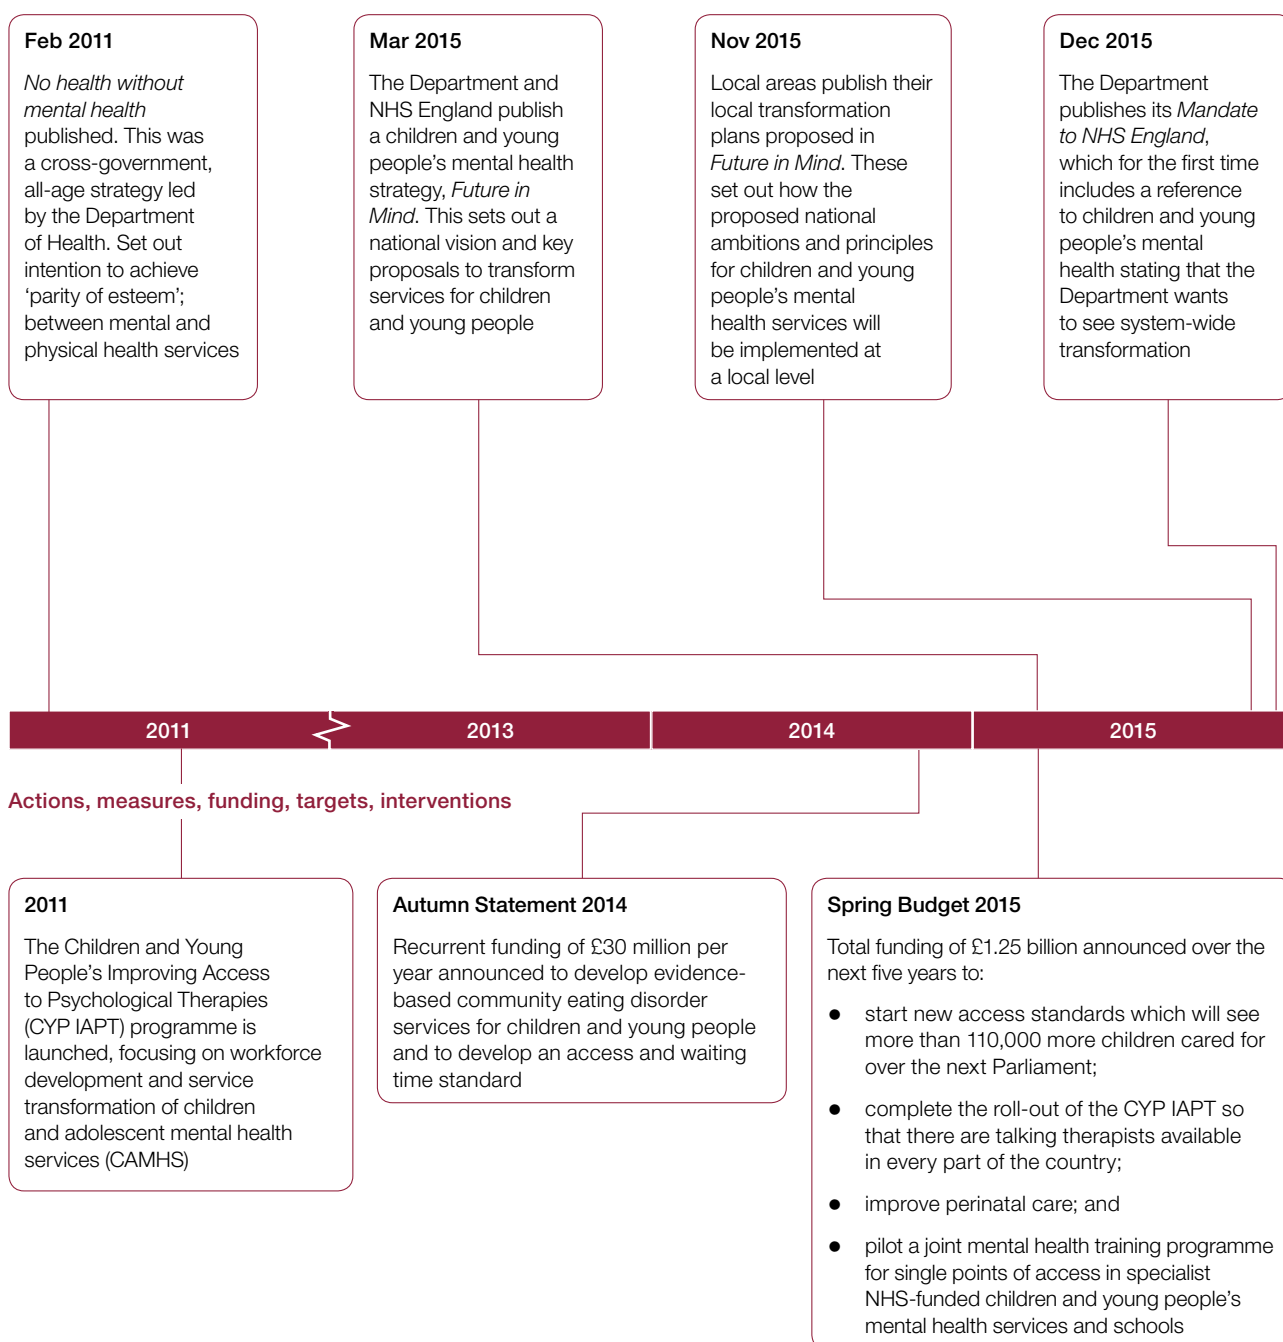 Feb 2011
No health without
mental health
published. This was
a cross-government,
all-age strategy led
by the Department
of Health. Set out
intention to achieve
‘parity of esteem’;
between mental and
physical health services
Mar 2015
The Department and
NHS England publish
a children and young
people’s mental health
strategy, Future in
Mind. This sets out a
national vision and key
proposals to transform
services for children
and young people
Nov 2015
Local areas publish their
local transformation
plans proposed in
Future in Mind. These
set out how the
proposed national
ambitions and principles
for children and young
people’s mental
health services will
be implemented at
a local level
Dec 2015
The Department
publishes its Mandate
to NHS England,
which for the first time
includes a reference
to children and young
people’s mental
health stating that the
Department wants
to see system-wide
transformation
2011
2013
2014
2015
Actions, measures, funding, targets, interventions
2011
The Children and Young
People’s Improving Access
to Psychological Therapies
(CYP IAPT) programme is
launched, focusing on workforce
development and service
transformation of children
and adolescent mental health
services (CAMHS)
Autumn Statement 2014
Recurrent funding of £30 million per
year announced to develop evidence-
based community eating disorder
services for children and young people
and to develop an access and waiting
time standard
Spring Budget 2015
Total funding of £1.25 billion announced over the
next five years to:
● start new access standards which will see
more than 110,000 more children cared for
over the next Parliament;
● complete the roll-out of the CYP IAPT so
that there are talking therapists available
in every part of the country;
● improve perinatal care; and
● pilot a joint mental health training programme
for single points of access in specialist
NHS-funded children and young people’s
mental health services and schools